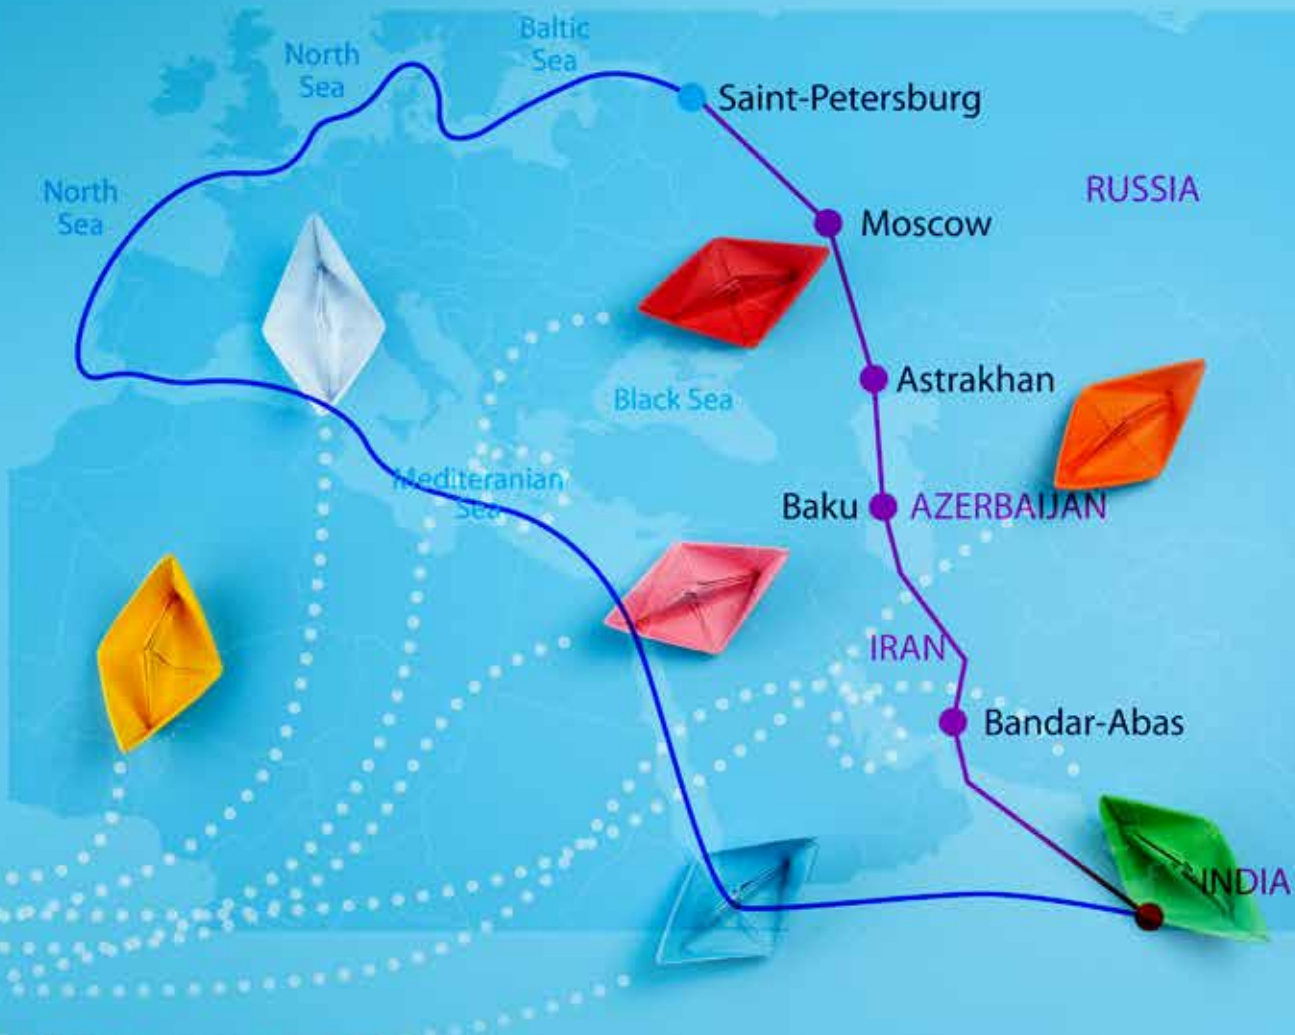 Baltic
Sea
North
Sea
Saint-Petersburg
North
Sea
RUSSIA
Moscow
Astrakhan
Black Sea
Mediteranian
Sea
Baku
AZERBAIJAN
IRAN
Bandar-Abas
INDIA